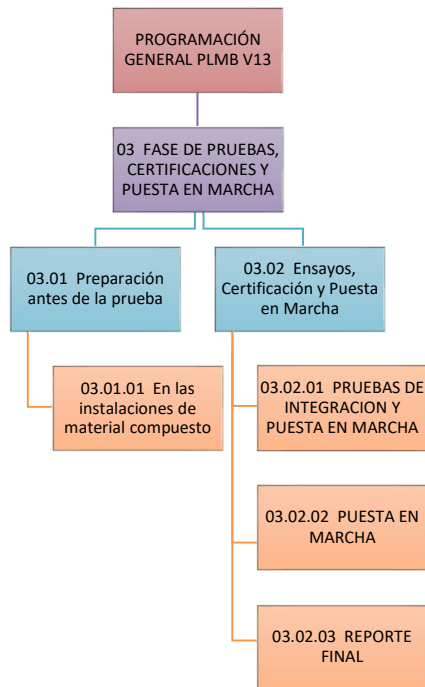 PROGRAMACIÓN
GENERAL PLMB V13
03 FASE DE PRUEBAS,
CERTIFICACIONES Y
PUESTA EN MARCHA
03.01 Preparación
antes de la prueba
03.02 Ensayos,
Certificación y Puesta
en Marcha
03.01.01 En las
instalaciones de
material compuesto
03.02.01 PRUEBAS DE
INTEGRACION Y
PUESTA EN MARCHA
03.02.02 PUESTA EN
MARCHA
03.02.03 REPORTE
FINAL